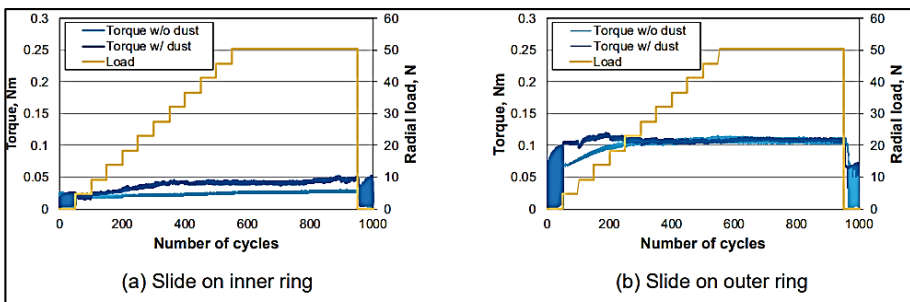 0.3
0.25
0.2
0.15
0.1
0.05
0
Torque, Nm
Torque w/o dust
Torque w/ dust
Load
60
50
40
30
20
10
0
Radial load, N
0 200 400 600 800 1000
Number of cycles
(a) Slide on inner ring
0.3
0.25
0.2
0.15
0.1
0.05
0
Torque, Nm
Torque w/o dust
Torque w/ dust
Load
60
50
40
30
20
10
0
Radial load, N
0 200 400 600 800 1000
Number of cycles
(b) Slide on outer ring